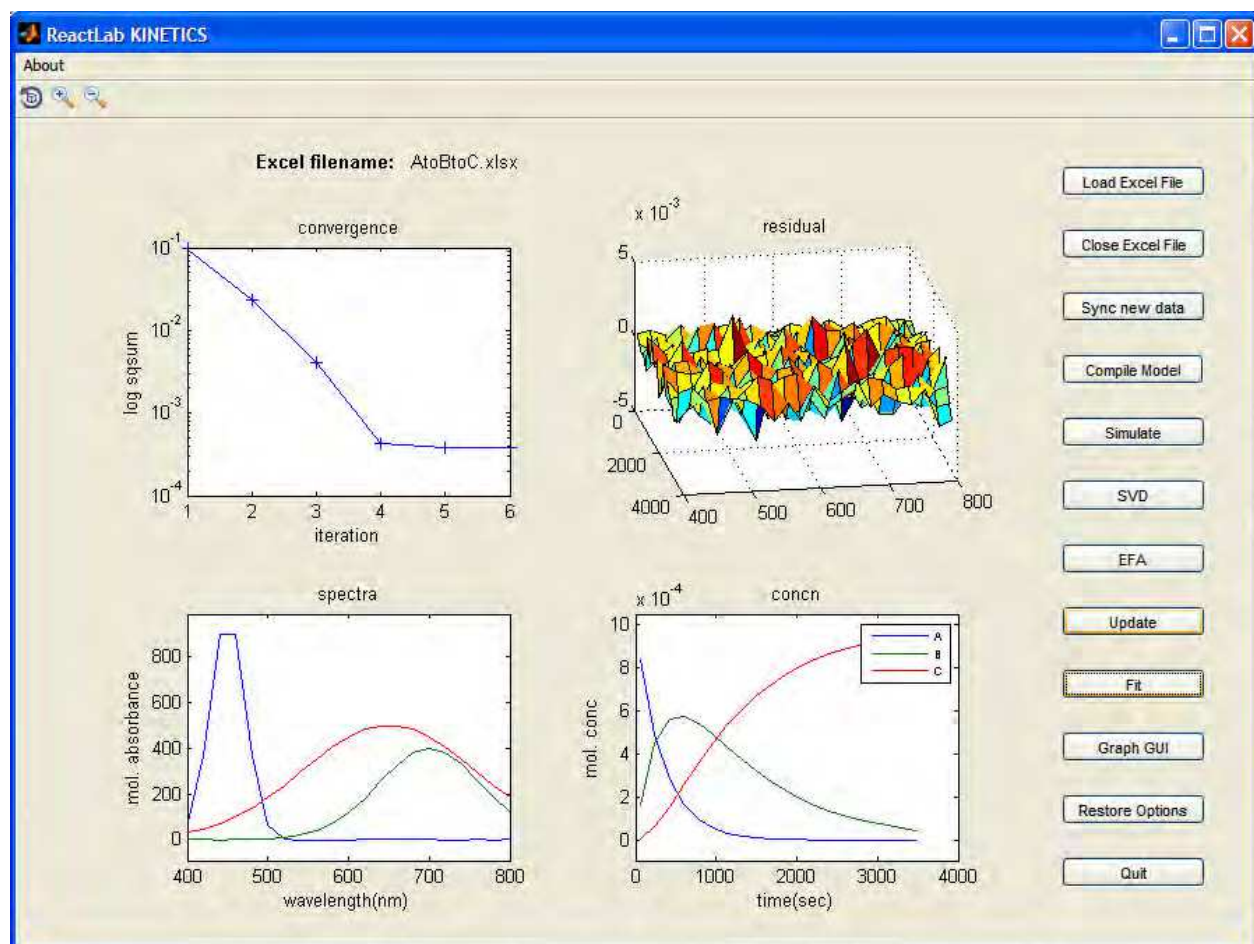 ReactLab KINETICS
About
Excel filename: AtoBtoC.xlsx
convergence
10^-1
10^-2
10^-3
10^-4
log sqsum
1 2 3 4 5 6
iteration
x 10^-3
residual
5
0
-5
0
2000
4000
400 500 600 700 800
spectra
800
600
400
200
0
mol. absorbance
400 500 600 700 800
wavelength(nm)
x 10^-4
concn
10
8
6
4
2
0
mol. conc
A
B
C
0 1000 2000 3000 4000
time(sec)
Load Excel File
Close Excel File
Sync new data
Compile Model
Simulate
SVD
EFA
Update
Fit
Graph GUI
Restore Options
Quit